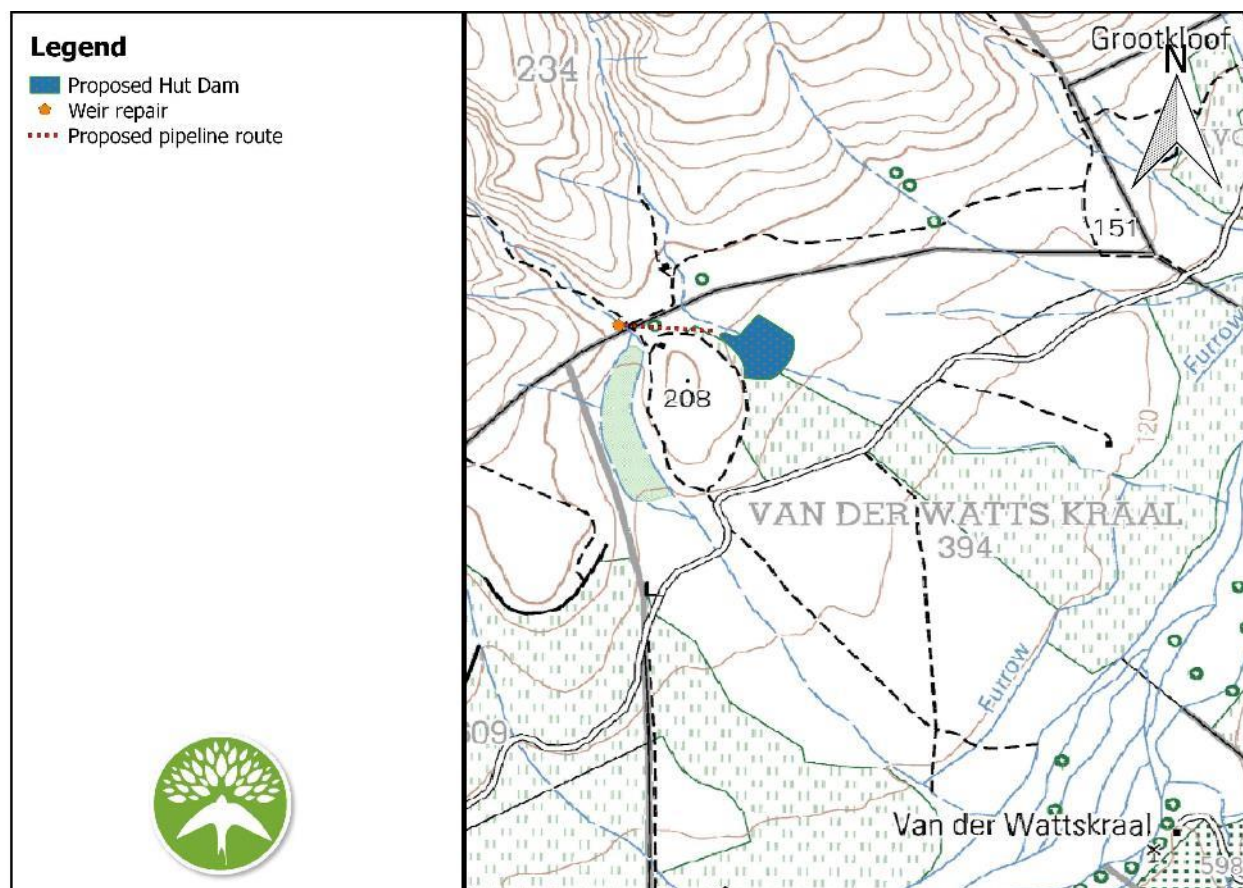 Legend
Proposed Hut Dam
Weir repair
Proposed pipeline route
Grootkloof
N
234
151
Furrow
208
120
VAN DER WATTS KRAAL
394
Furrow
Van der Wattskraal
598